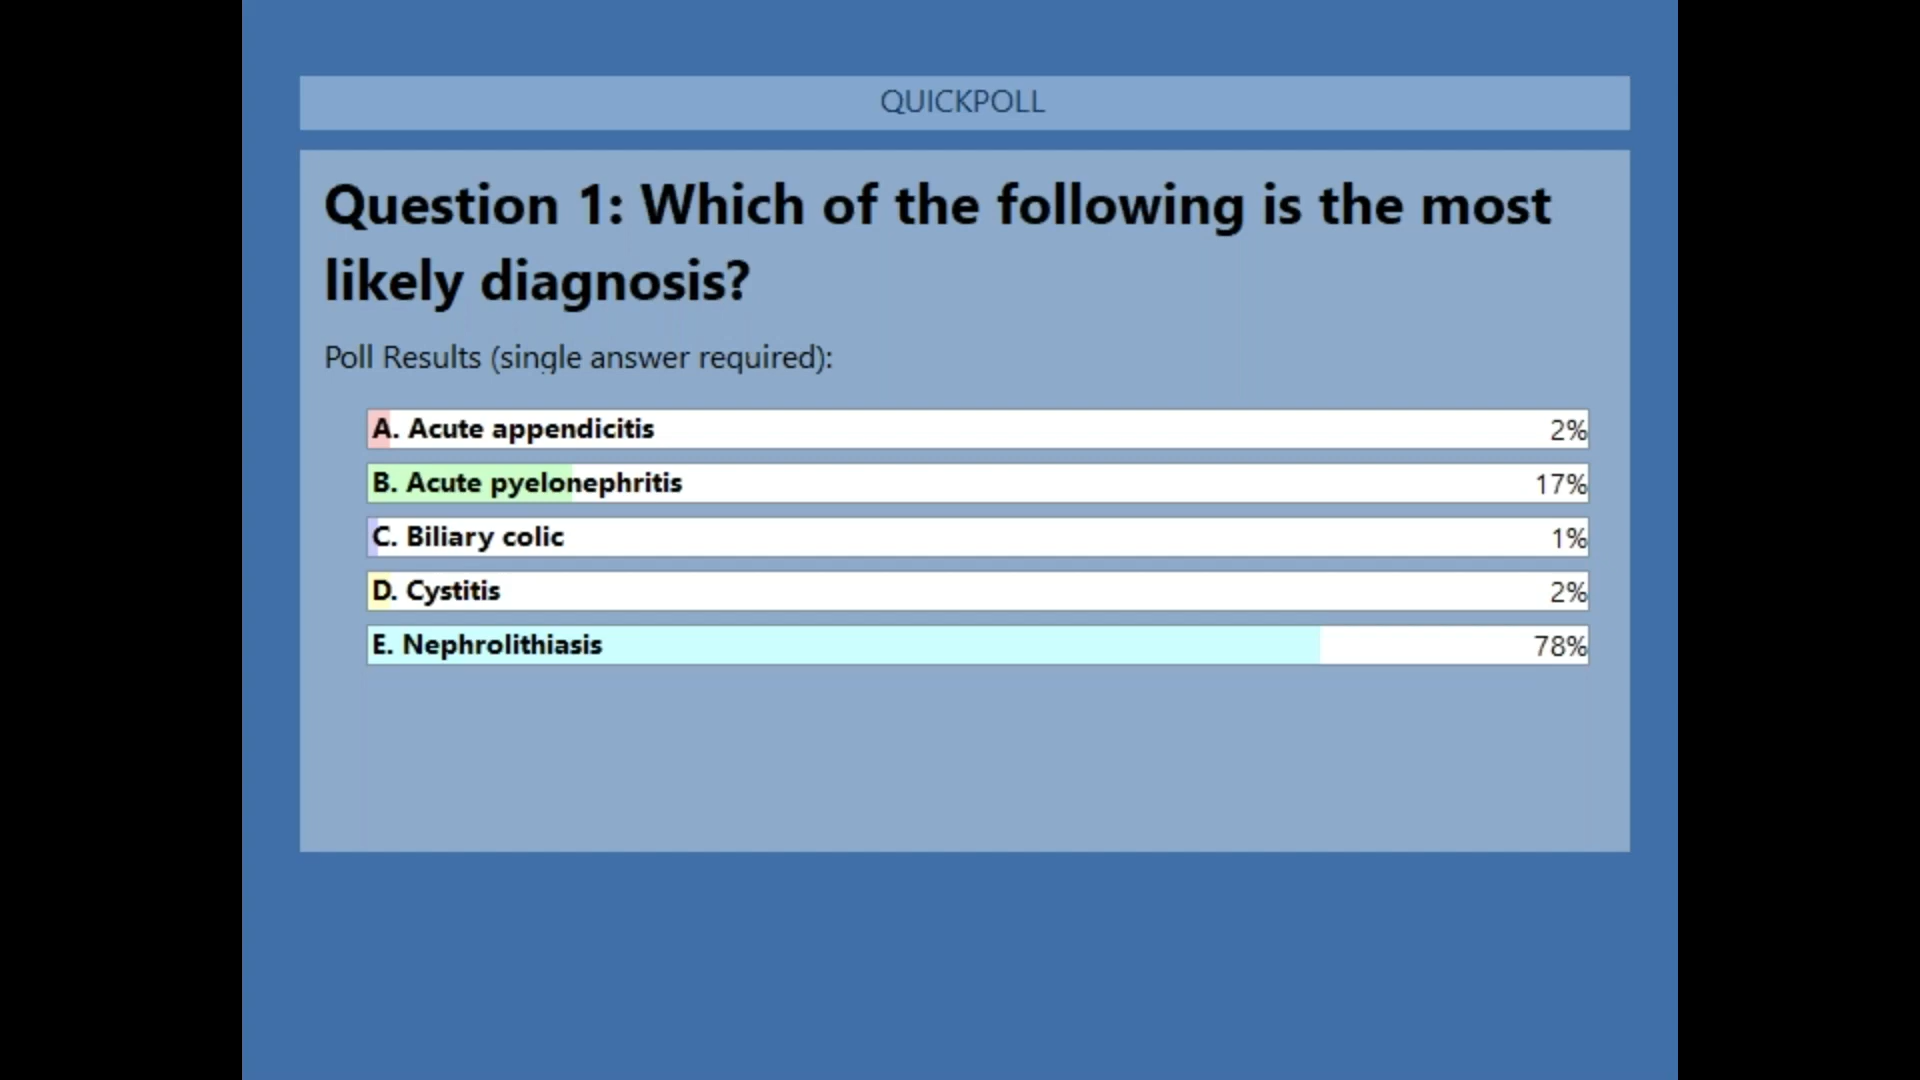 QUICKPOLL
Question 1: Which of the following is the most
likely diagnosis?
Poll Results (single answer required):
A. Acute appendicitis 2%
B. Acute pyelonephritis 17%
C. Biliary colic 1%
D. Cystitis 2%
E. Nephrolithiasis 78%